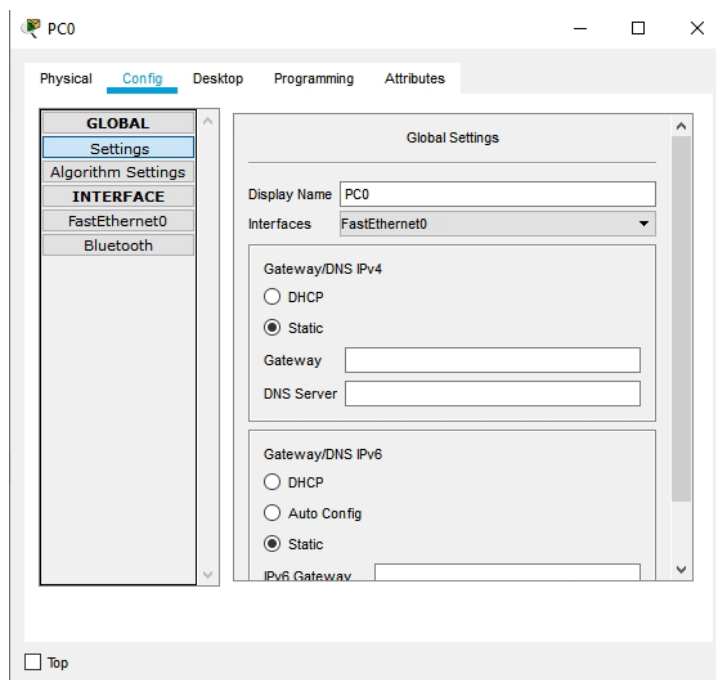 PC0
Physical Config Desktop Programming Attributes
GLOBAL
Settings
Algorithm Settings
INTERFACE
FastEthernet0
Bluetooth
Global Settings
Display Name PC0
Interfaces FastEthernet0
Gateway/DNS IPv4
DHCP
Static
Gateway
DNS Server
Gateway/DNS IPv6
DHCP
Auto Config
Static
IPv6 Gateway
Top